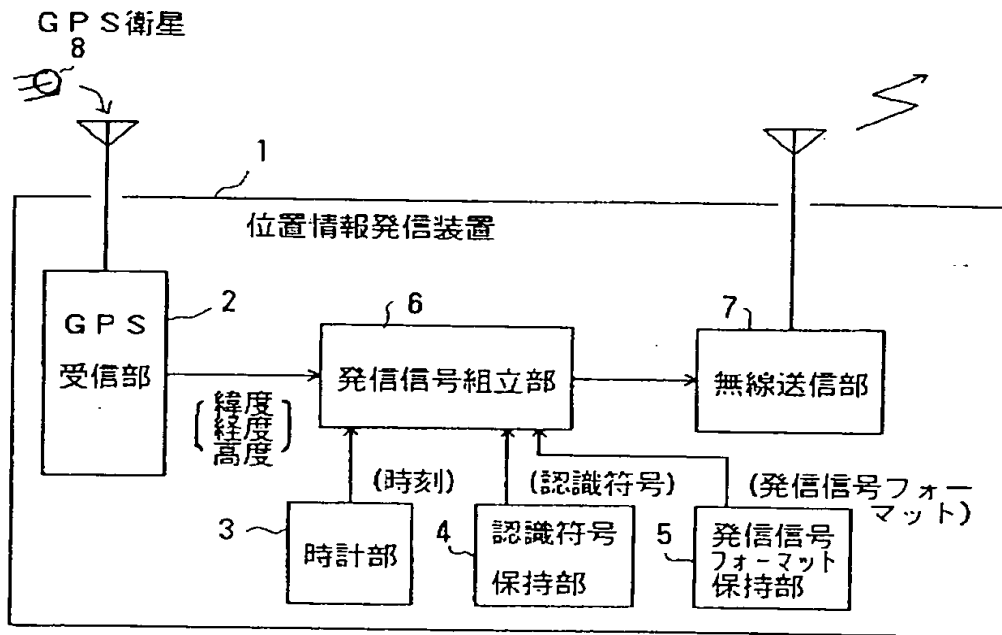 GPS衛星
8
1
位置情報発信装置
GPS
受信部
2
緯度
経度
高度
6
発信信号組立部
7
無線送信部
(時刻)
(認識符号)
(発信信号フォー
マット)
3
時計部
4
認識符号
保持部
5
発信信号
フォーマット
保持部